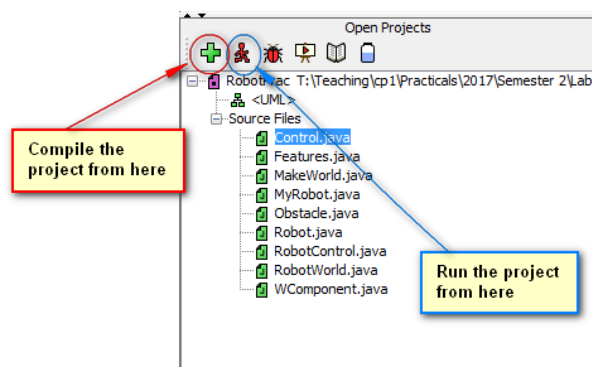 Open Projects
T:\Teaching\cp1\Practicals\2017\Semester 2\Lab
<UML>
Source Files
Control.java
Features.java
MakeWorld.java
MyRobot.java
Obstacle.java
Robot.java
RobotControl.java
RobotWorld.java
WComponent.java
Compile the
project from here
Run the project
from here